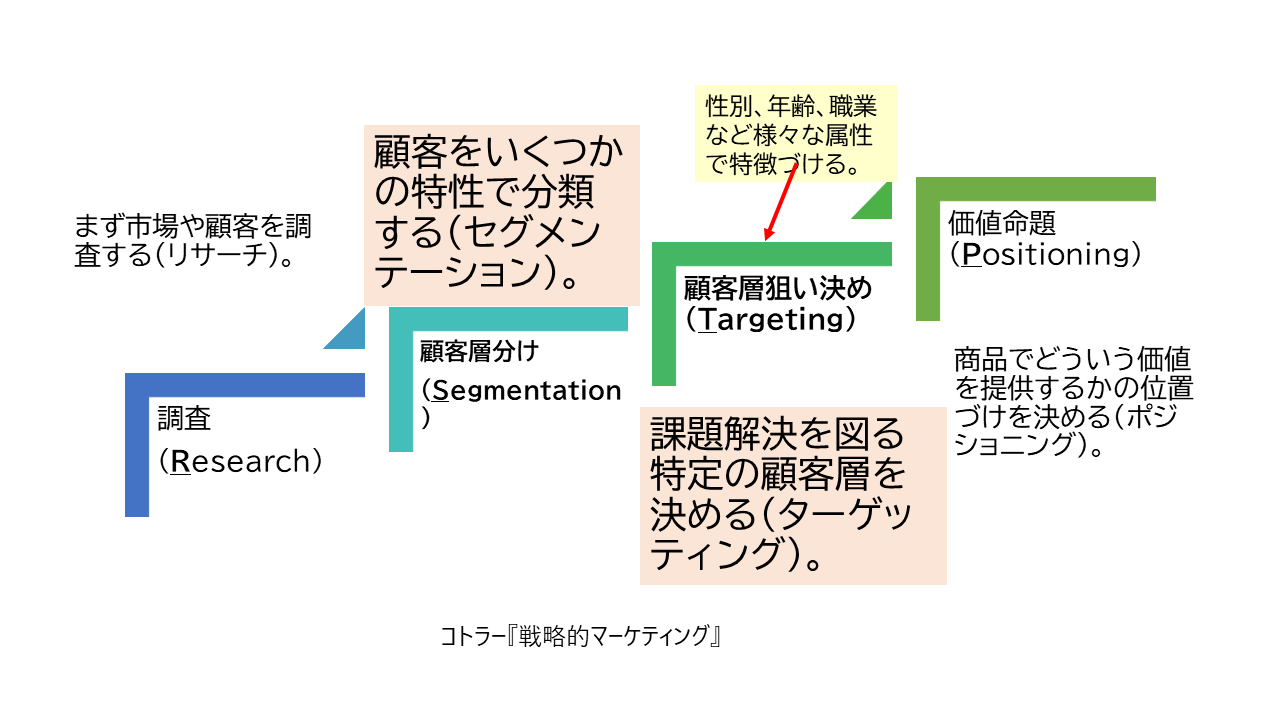 まず市場や顧客を調
査する(リサーチ)。
調査
(Research)
顧客をいくつか
の特性で分類
する(セグメン
テーション)。
顧客層分け
(Segmentation
)
性別、年齢、職業
など様々な属性
で特徴づける。
顧客層狙い決め
(Targeting)
課題解決を図る
特定の顧客層を
決める(ターゲッ
ティング)。
価値命題
(Positioning)
商品でどういう価値
を提供するかの位置
づけを決める(ポジ
ショニング)。
コトラー『戦略的マーケティング』